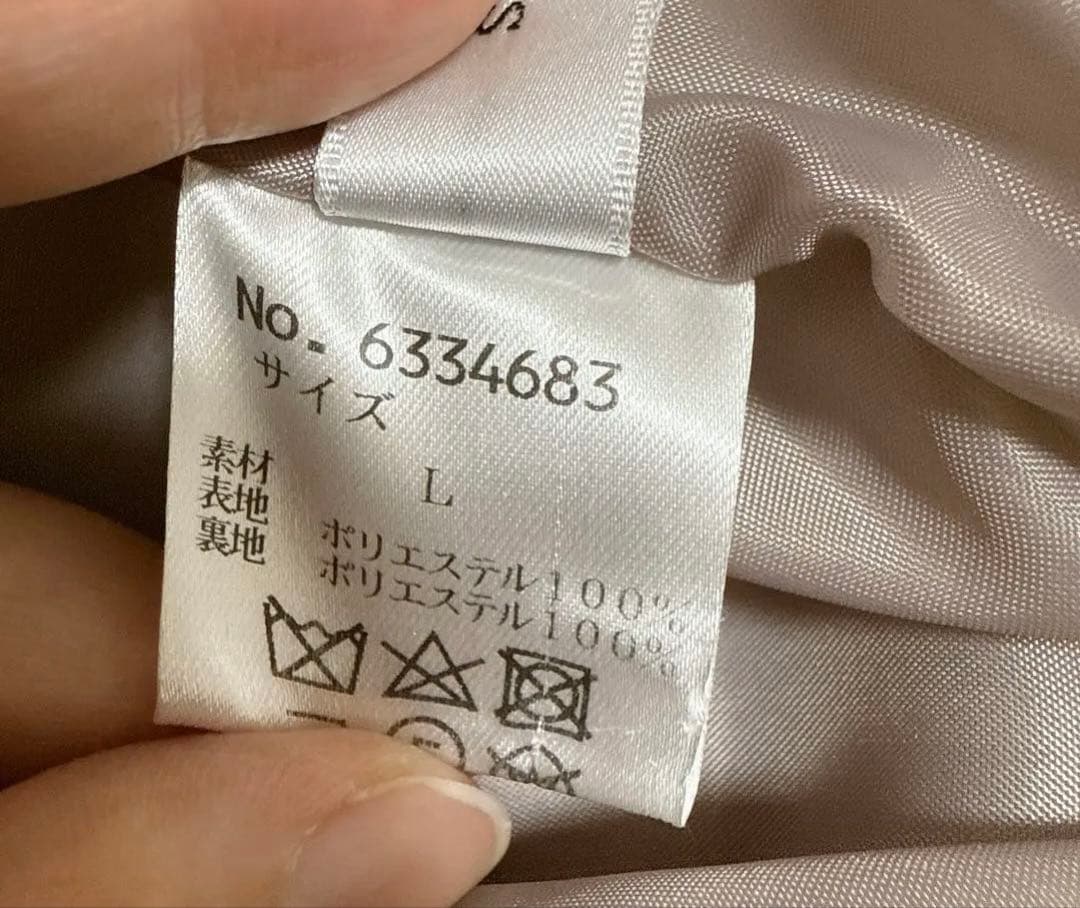 S
No. 6334683
サイズ
L
素材
表地 ポリエステル100%
裏地 ポリエステル100%